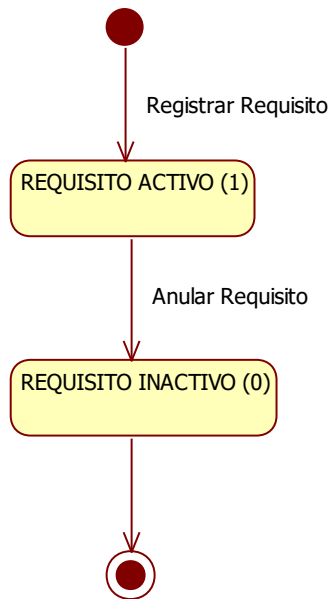 Registrar Requisito
REQUISITO ACTIVO (1)
Anular Requisito
REQUISITO INACTIVO (0)